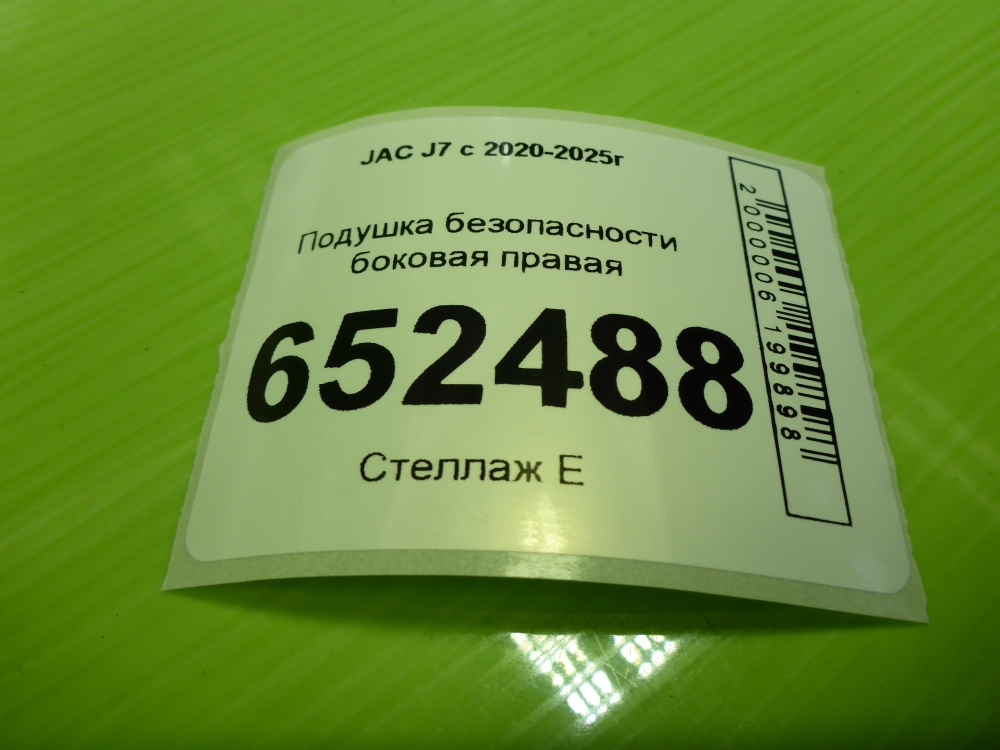 JAC J7 с 2020-2025г
Подушка безопасности
боковая правая
652488
Стеллаж Е
2000006199898